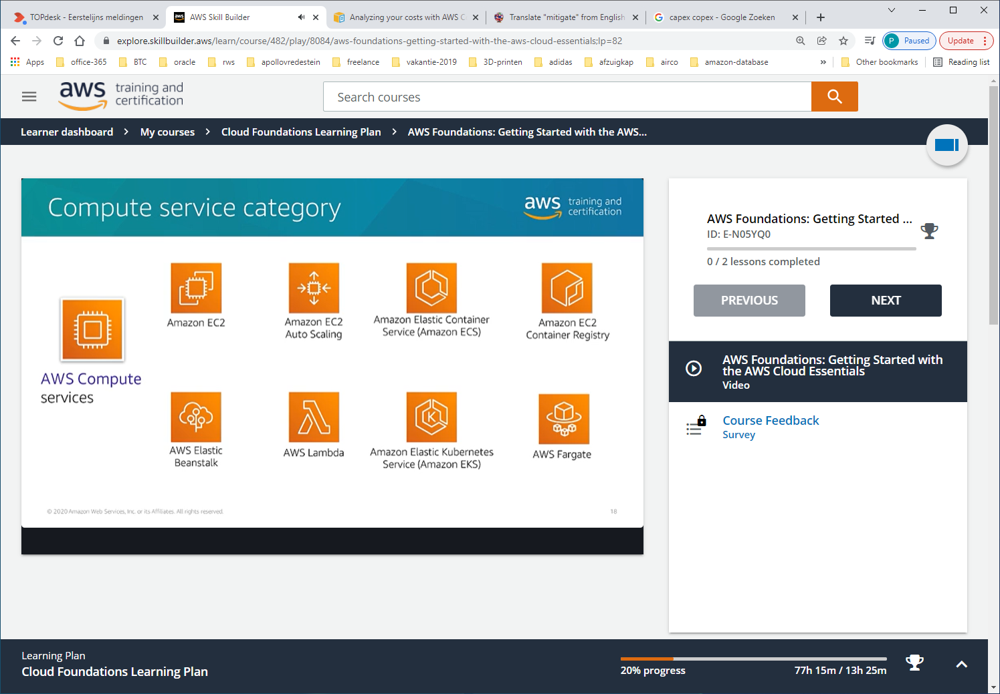 TOPdesk - Eerstelijns meldingen
AWS Skill Builder
Analyzing your costs with AWS C
Translate "mitigate" from English
capex copex - Google Zoeken
explore.skillbuilder.aws/learn/course/482/play/8084/aws-foundations-getting-started-with-the-aws-cloud-essentials;lp=82
P Paused
Update
Apps
office-365
BTC
oracle
rws
apollovredestein
freelance
vakantie-2019
3D-printen
adidas
afzuigkap
airco
amazon-database
»
Other bookmarks
Reading list
aws training and
certification
Search courses
Learner dashboard > My courses > Cloud Foundations Learning Plan > AWS Foundations: Getting Started with the AWS...
Compute service category
aws training and
certification
AWS Compute
services
Amazon EC2
Amazon EC2
Auto Scaling
Amazon Elastic Container
Service (Amazon ECS)
Amazon EC2
Container Registry
AWS Elastic
Beanstalk
AWS Lambda
Amazon Elastic Kubernetes
Service (Amazon EKS)
AWS Fargate
© 2020 Amazon Web Services, Inc. or its Affiliates. All rights reserved.
18
AWS Foundations: Getting Started ...
ID: E-N05YQ0
0 / 2 lessons completed
PREVIOUS
NEXT
AWS Foundations: Getting Started with
the AWS Cloud Essentials
Video
Course Feedback
Survey
Learning Plan
Cloud Foundations Learning Plan
20% progress
77h 15m / 13h 25m